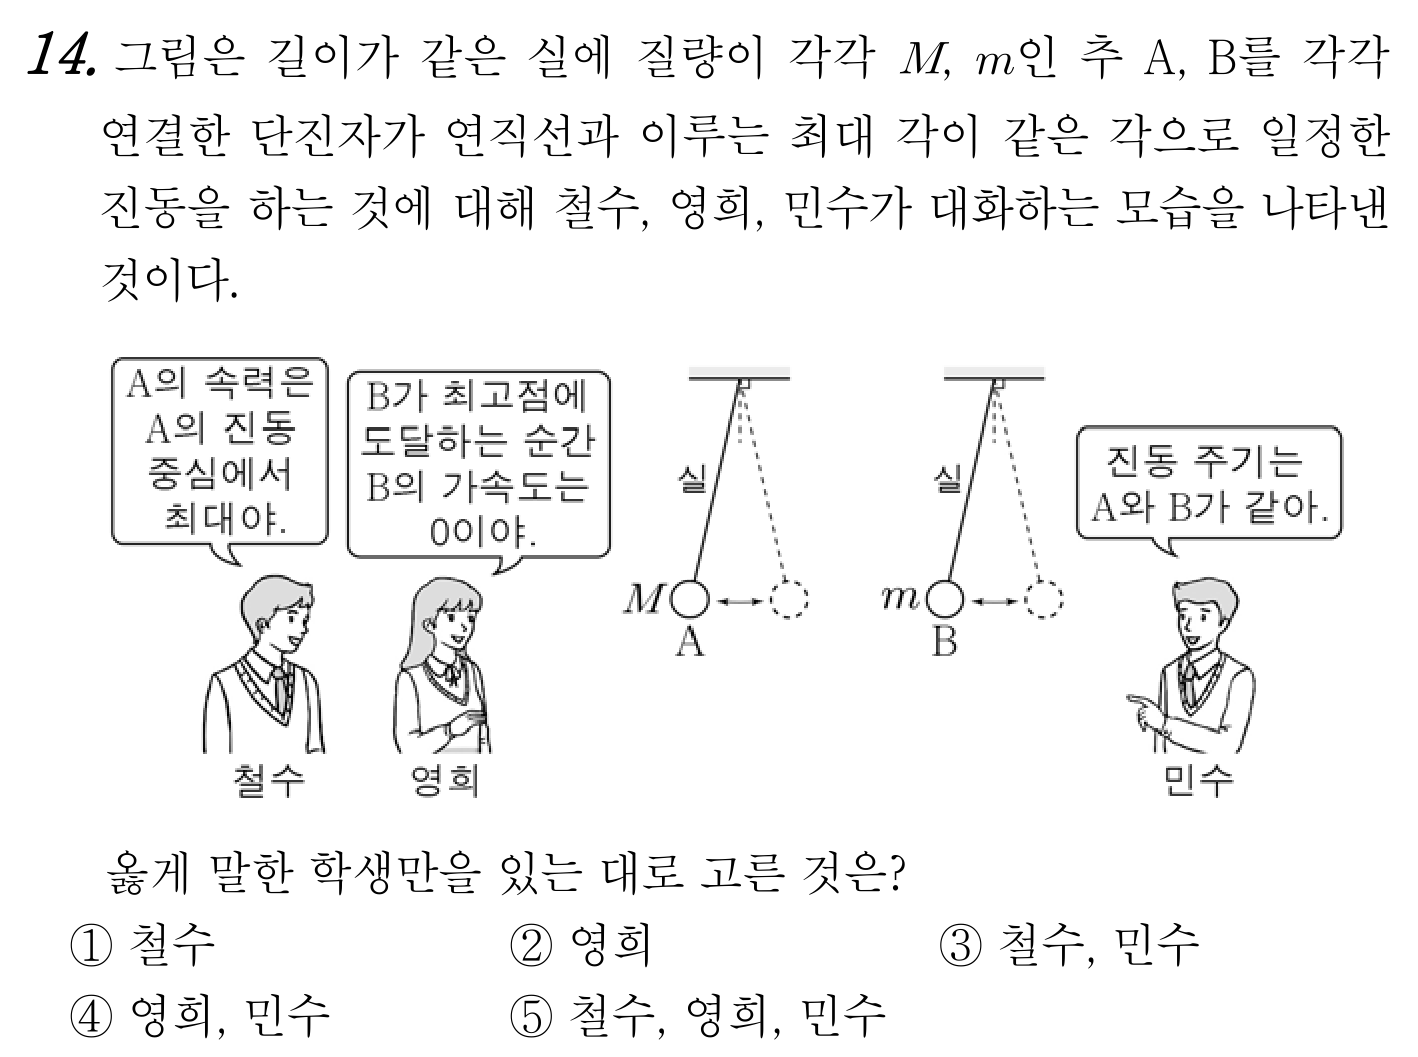 14. 그림은 길이가 같은 실에 질량이 각각 M, m인 추 A, B를 각각
연결한 단진자가 연직선과 이루는 최대 각이 같은 각으로 일정한
진동을 하는 것에 대해 철수, 영희, 민수가 대화하는 모습을 나타낸
것이다.
A의 속력은
A의 진동
중심에서
최대야.
B가 최고점에
도달하는 순간
B의 가속도는
0이야.
실
M
A
실
m
B
진동 주기는
A와 B가 같아.
철수
영희
민수
옳게 말한 학생만을 있는 대로 고른 것은?
① 철수 ② 영희 ③ 철수, 민수
④ 영희, 민수 ⑤ 철수, 영희, 민수